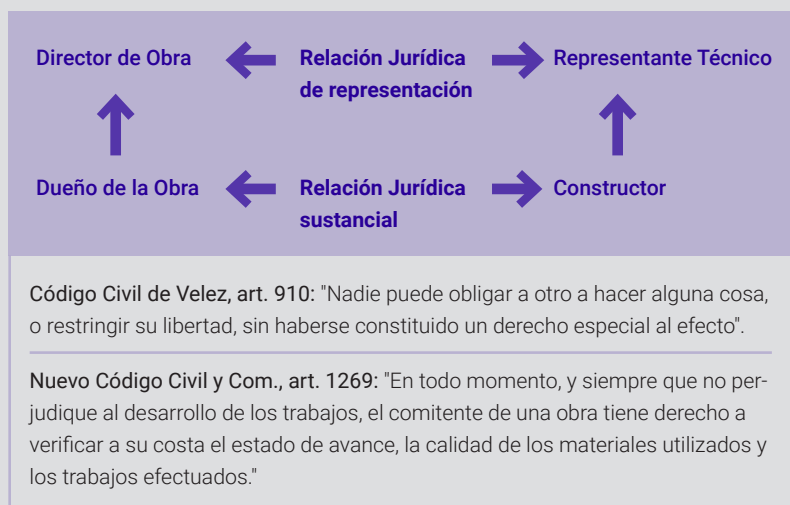 Director de Obra
Relación Jurídica
de representación
Representante Técnico
Dueño de la Obra
Relación Jurídica
sustancial
Constructor
Código Civil de Velez, art. 910: "Nadie puede obligar a otro a hacer alguna cosa,
o restringir su libertad, sin haberse constituido un derecho especial al efecto".
Nuevo Código Civil y Com., art. 1269: "En todo momento, y siempre que no per-
judique al desarrollo de los trabajos, el comitente de una obra tiene derecho a
verificar a su costa el estado de avance, la calidad de los materiales utilizados y
los trabajos efectuados."